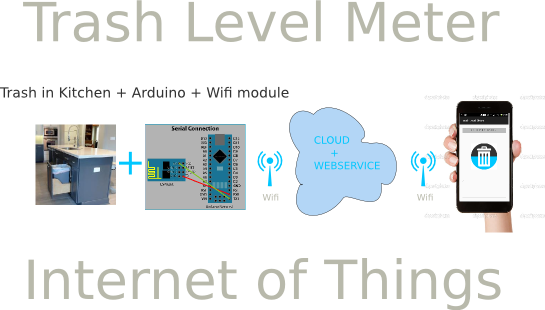 Trash Level Meter
Trash in Kitchen + Arduino + Wifi module
Serial Connection
CLOUD
+
WEBSERVICE
Wifi
Wifi
Internet of Things